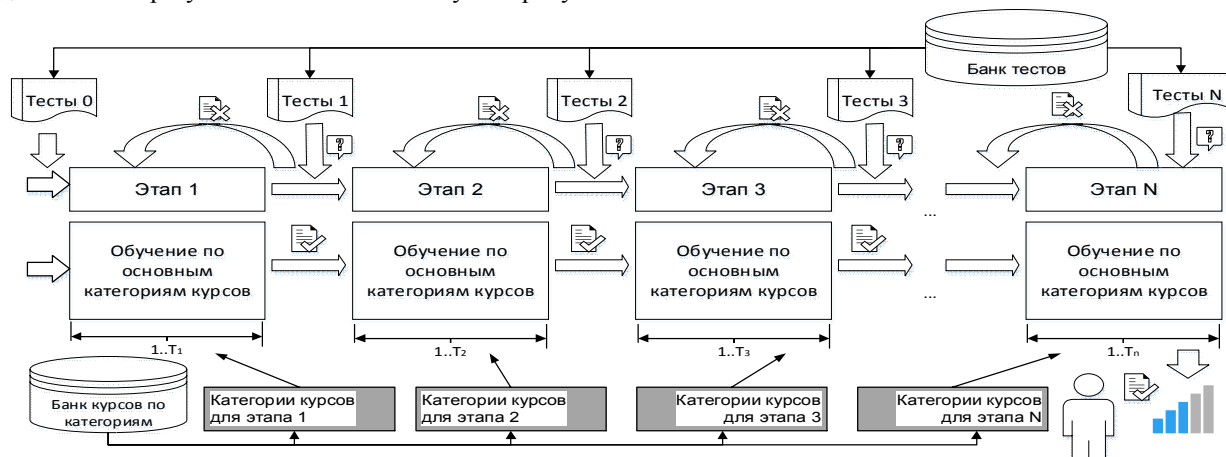 Банк тестов
Тесты 0
Тесты 1
Тесты 2
Тесты 3
Тесты N
?
?
?
?
Этап 1
Этап 2
Этап 3
...
Этап N
Обучение по
основным
категориям курсов
Обучение по
основным
категориям курсов
Обучение по
основным
категориям курсов
...
Обучение по
основным
категориям курсов
1..T₁
1..T₂
1..T₃
1..Tₙ
Банк курсов по
категориям
Категории курсов
для этапа 1
Категории курсов
для этапа 2
Категории курсов
для этапа 3
Категории курсов
для этапа N